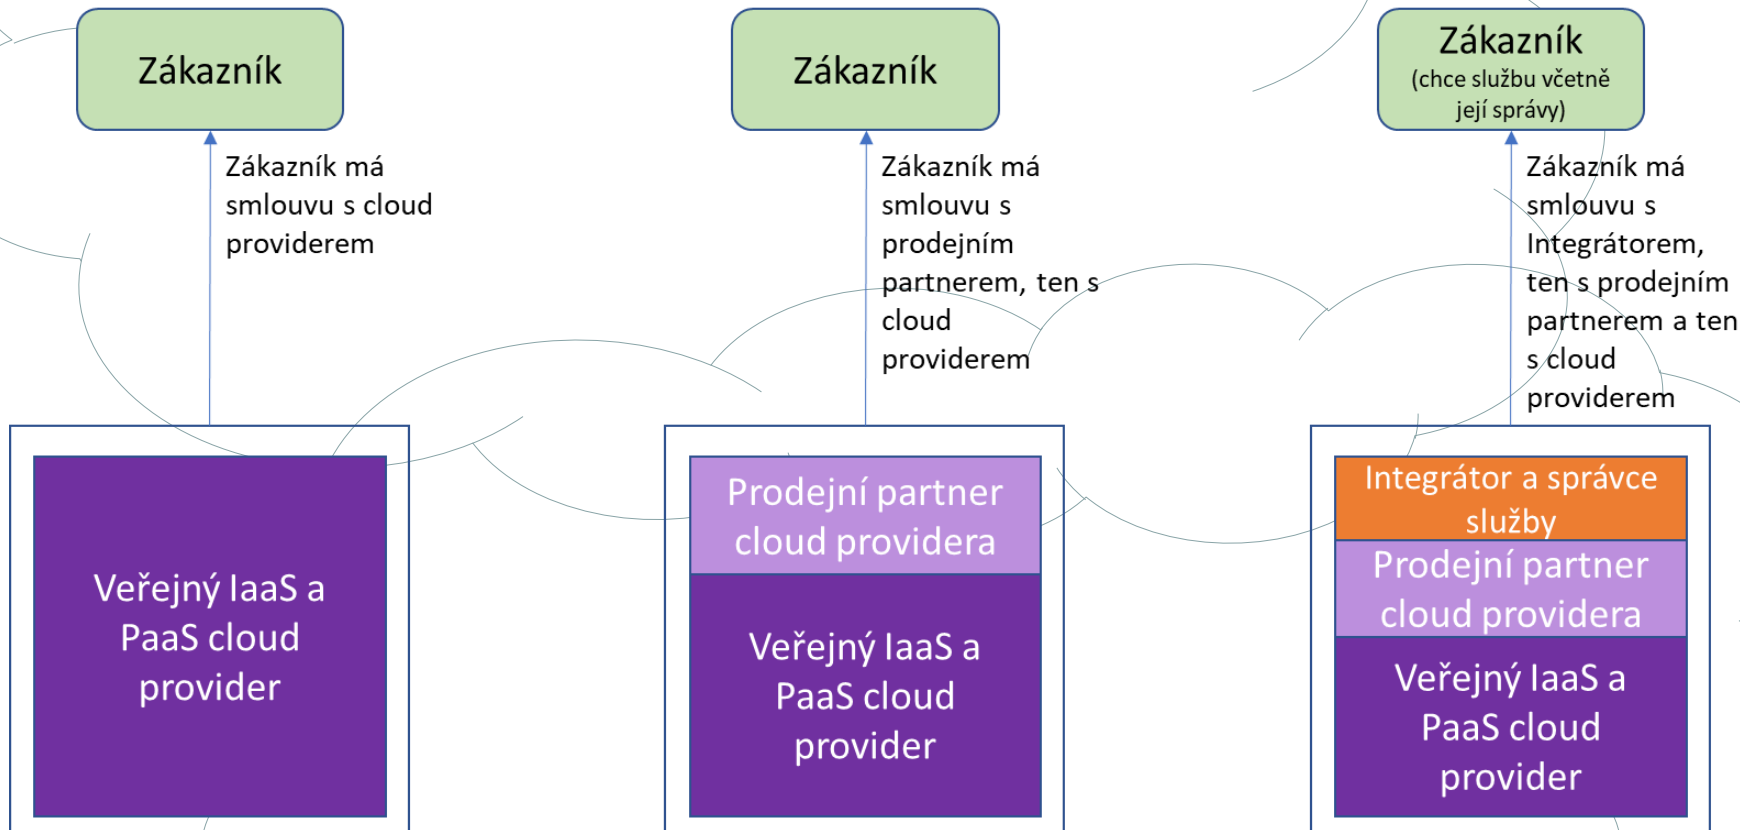 Zákazník
Zákazník má
smlouvu s cloud
providerem
Veřejný IaaS a
PaaS cloud
provider
Zákazník
Zákazník má
smlouvu s
prodejním
partnerem, ten s
cloud
providerem
Prodejní partner
cloud providera
Veřejný IaaS a
PaaS cloud
provider
Zákazník
(chce službu včetně
její správy)
Zákazník má
smlouvu s
Integrátorem,
ten s prodejním
partnerem a ten
s cloud
providerem
Integrátor a správce
služby
Prodejní partner
cloud providera
Veřejný IaaS a
PaaS cloud
provider